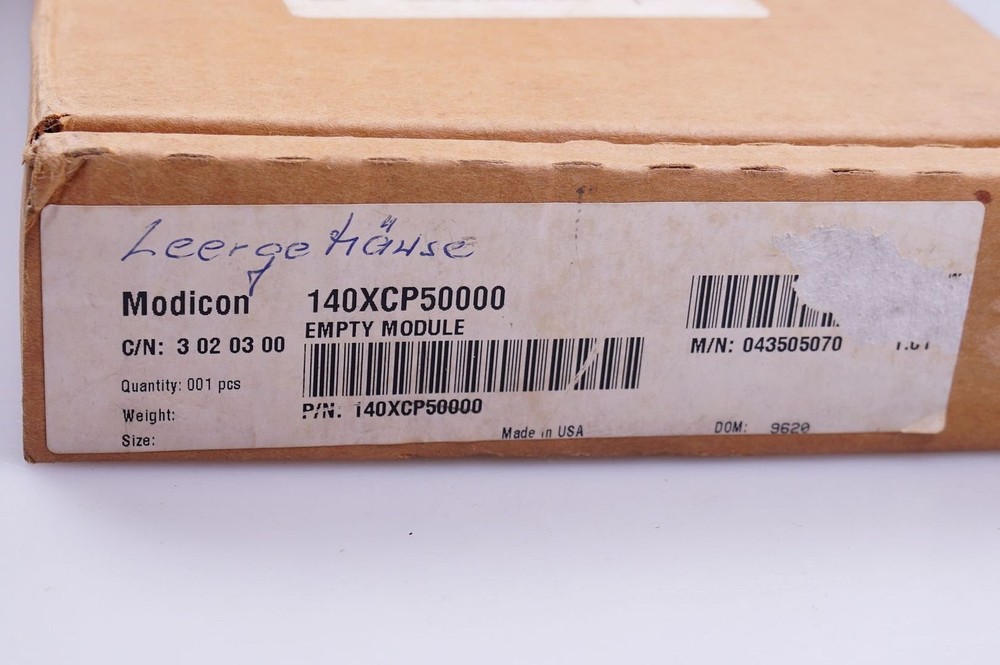 Leergehäuse
Modicon 140XCP50000
EMPTY MODULE
C/N: 3 02 03 00
M/N: 043505070
Quantity: 001 pcs
P/N: 140XCP50000
Weight:
Size:
Made in USA
DOM: 9620